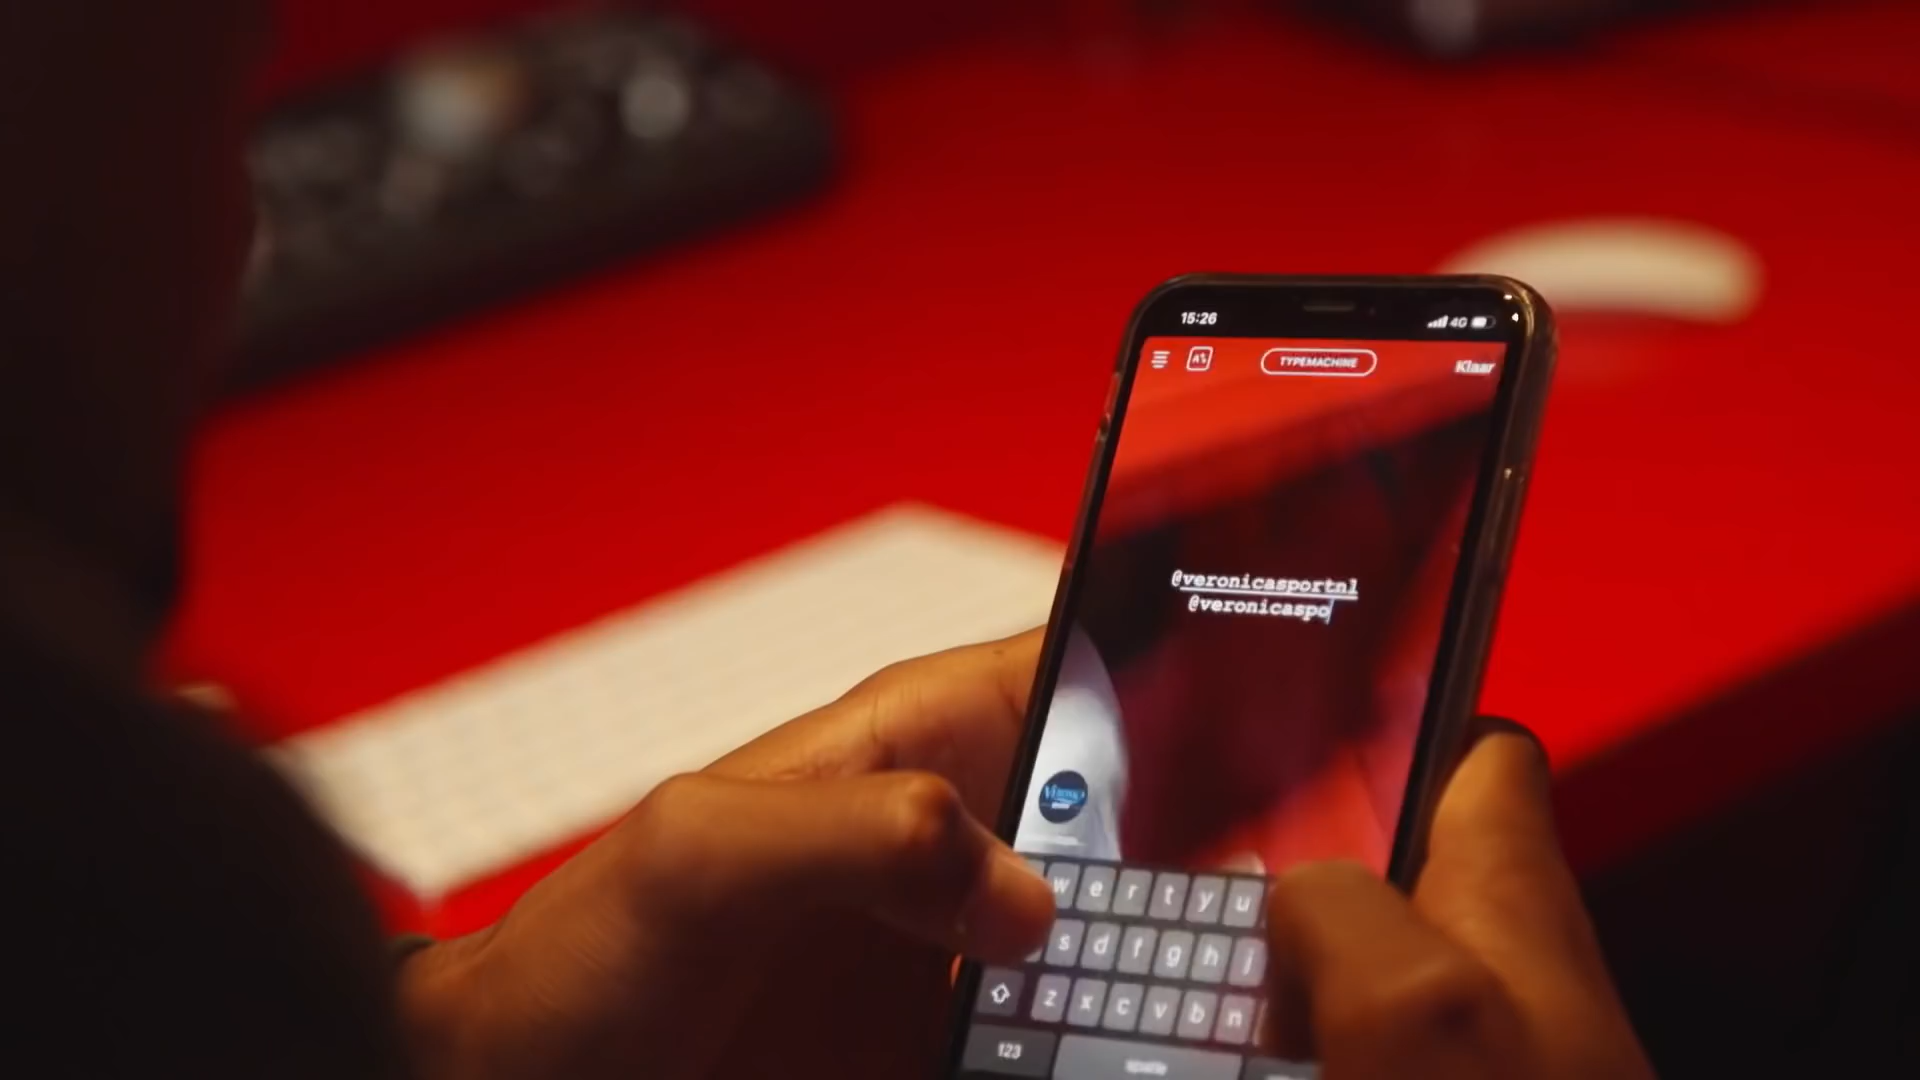 15:26 4G
TYPEMACHINE Klaar
@veronicasportnl
@veronicaspo
w e r t y u
s d f g h j
z x c v b n
123 spatie